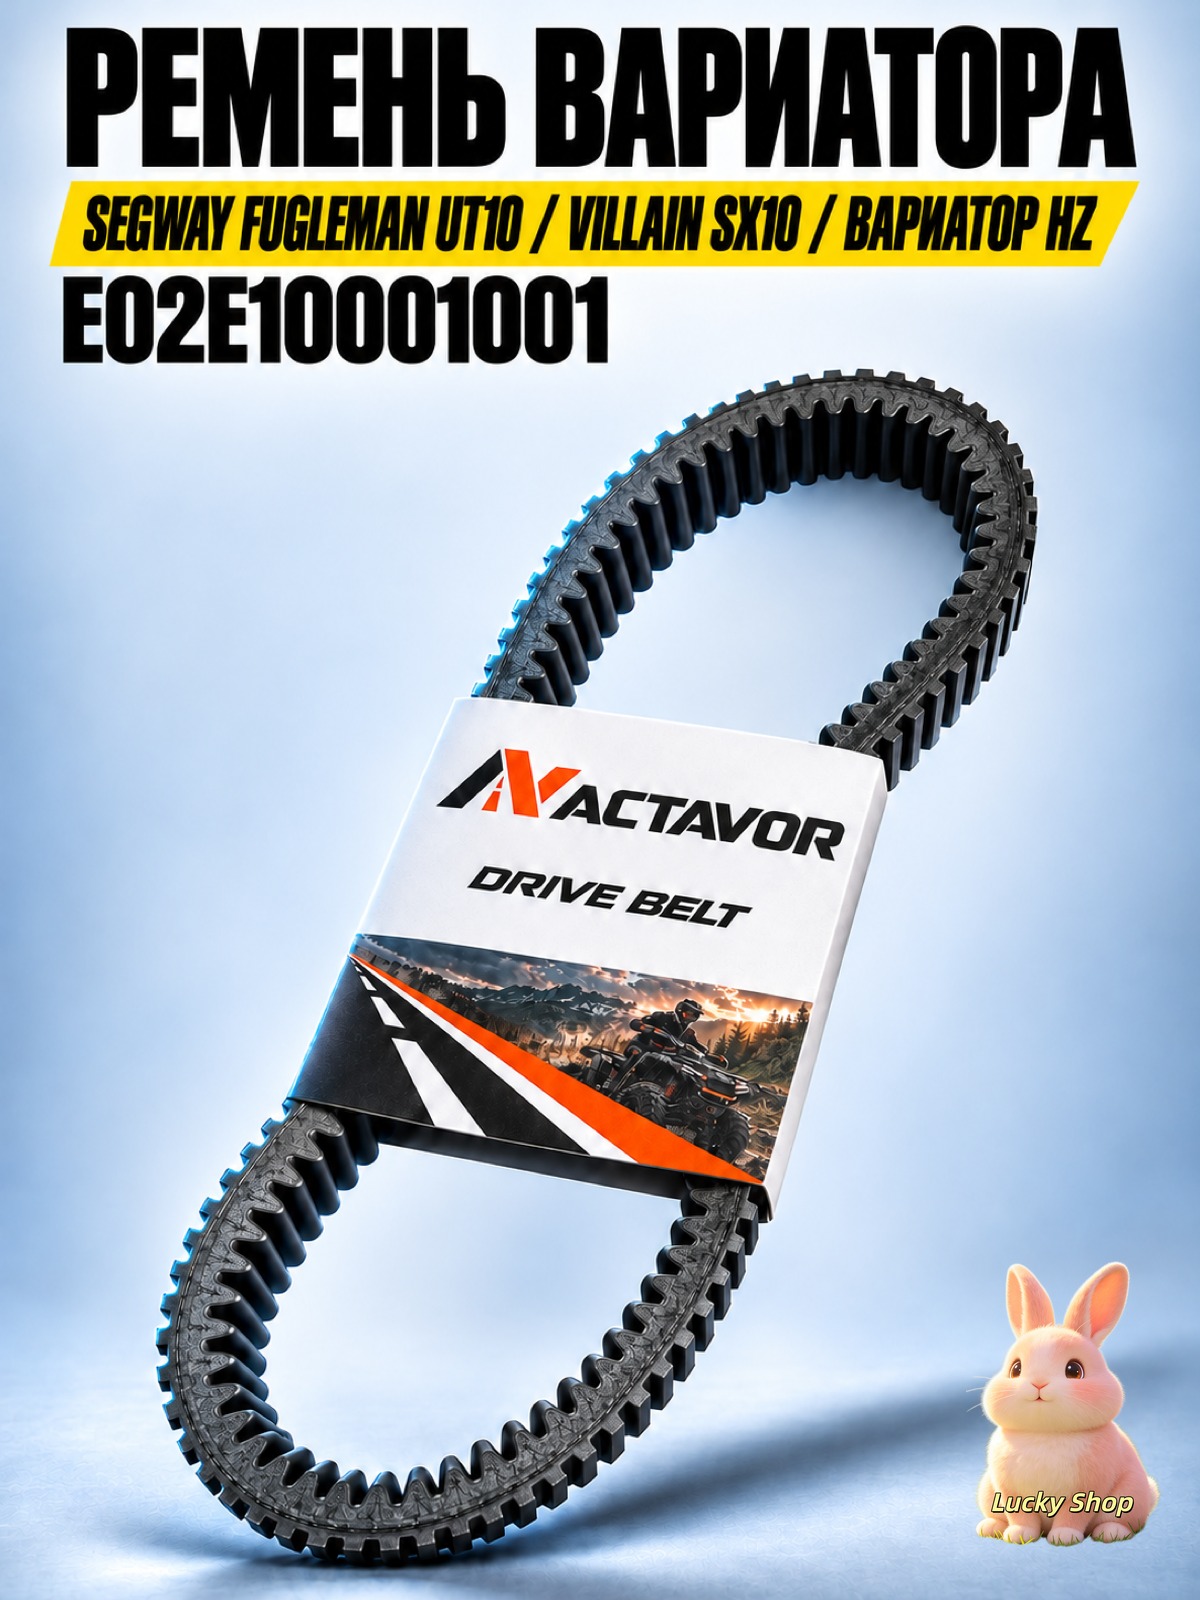 РЕМЕНЬ ВАРИАТОРА
SEGWAY FUGLEMAN UT10 / VILLAIN SX10 / ВАРИАТОР HZ
E02E10001001
ACTAVOR
DRIVE BELT
Lucky Shop